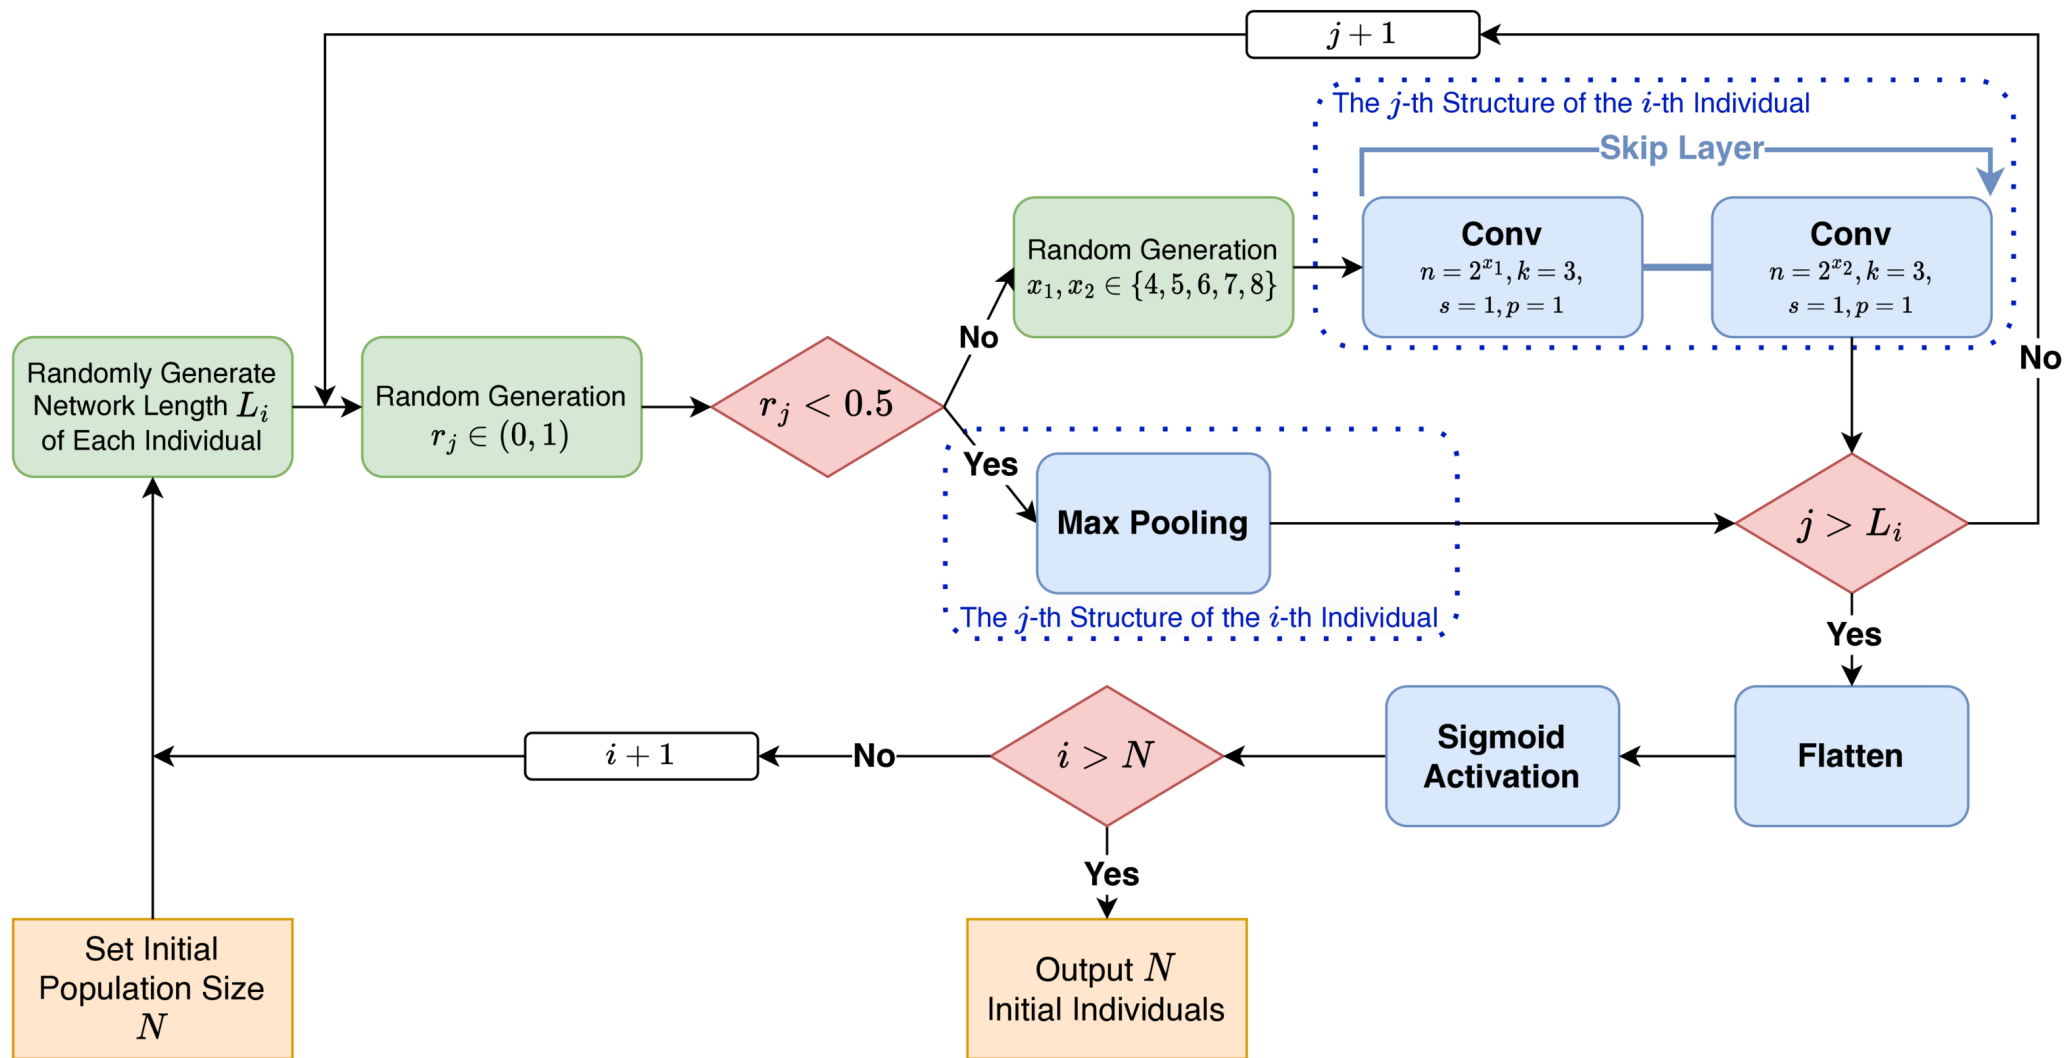 j + 1
The j-th Structure of the i-th Individual
Skip Layer
Random Generation
x₁, x₂ ∈ {4, 5, 6, 7, 8}
Conv
n = 2^{x₁}, k = 3,
s = 1, p = 1
Conv
n = 2^{x₂}, k = 3,
s = 1, p = 1
No
No
Randomly Generate
Network Length Lᵢ
of Each Individual
Random Generation
rⱼ ∈ (0, 1)
rⱼ < 0.5
Yes
Max Pooling
The j-th Structure of the i-th Individual
j > Lᵢ
Yes
i + 1
No
i > N
Sigmoid
Activation
Flatten
Yes
Set Initial
Population Size
N
Output N
Initial Individuals